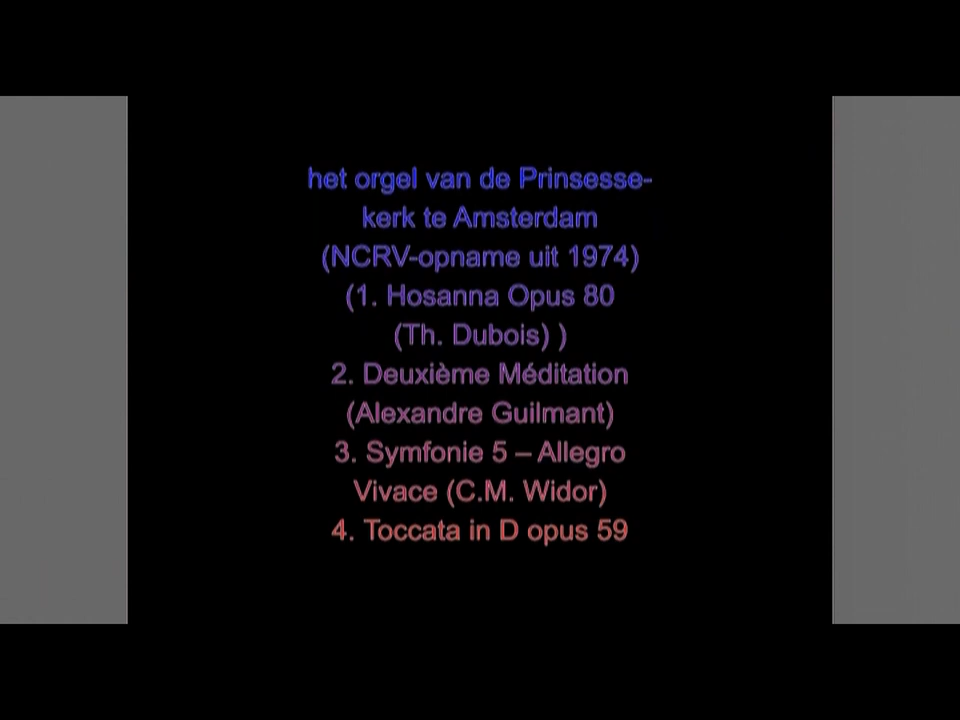 het orgel van de Prinsesse-
kerk te Amsterdam
(NCRV-opname uit 1974)
(1. Hosanna Opus 80
(Th. Dubois) )
2. Deuxième Méditation
(Alexandre Guilmant)
3. Symfonie 5 – Allegro
Vivace (C.M. Widor)
4. Toccata in D opus 59